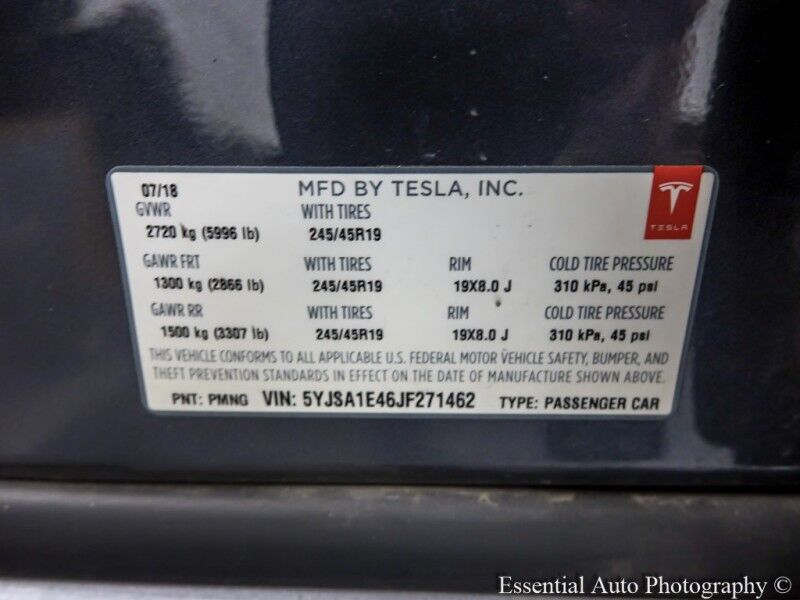 07/18 MFD BY TESLA, INC.
GVWR WITH TIRES
2720 kg (5996 lb) 245/45R19
TESLA
GAWR FRT WITH TIRES RIM COLD TIRE PRESSURE
1300 kg (2866 lb) 245/45R19 19X8.0 J 310 kPa, 45 psi
GAWR RR WITH TIRES RIM COLD TIRE PRESSURE
1500 kg (3307 lb) 245/45R19 19X8.0 J 310 kPa, 45 psi
THIS VEHICLE CONFORMS TO ALL APPLICABLE U.S. FEDERAL MOTOR VEHICLE SAFETY, BUMPER, AND
THEFT PREVENTION STANDARDS IN EFFECT ON THE DATE OF MANUFACTURE SHOWN ABOVE.
PNT: PMNG VIN: 5YJSA1E46JF271462 TYPE: PASSENGER CAR
Essential Auto Photography ©